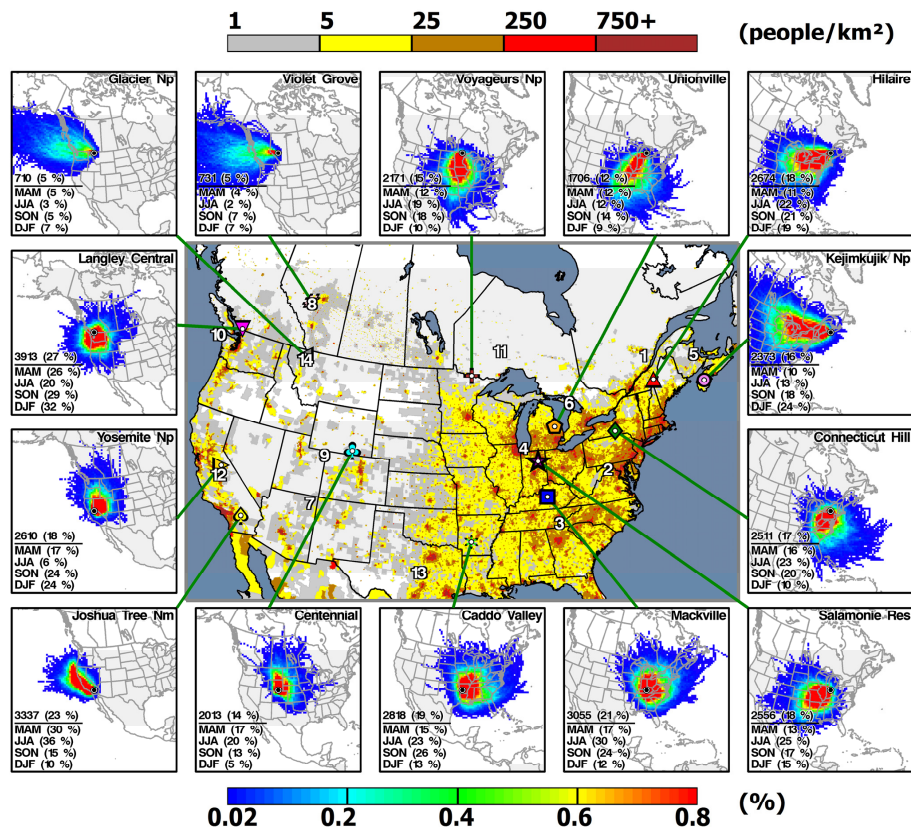 1 5 25 250 750+ (people/km²)
Glacier Np
710 (5 %)
MAM (5 %)
JJA (3 %)
SON (5 %)
DJF (7 %)
Violet Grove
731 (5 %)
MAM (4 %)
JJA (2 %)
SON (7 %)
DJF (7 %)
Voyageurs Np
2171 (15 %)
MAM (12 %)
JJA (19 %)
SON (18 %)
DJF (10 %)
Unionville
1706 (12 %)
MAM (12 %)
JJA (12 %)
SON (14 %)
DJF (9 %)
Hilaire
2674 (18 %)
MAM (11 %)
JJA (22 %)
SON (21 %)
DJF (19 %)
Langley Central
3913 (27 %)
MAM (26 %)
JJA (20 %)
SON (29 %)
DJF (32 %)
Kejimkujik Np
2373 (16 %)
MAM (10 %)
JJA (13 %)
SON (18 %)
DJF (24 %)
8
10
14
11
1
5
6
9
4
2
12
7
3
13
Yosemite Np
2610 (18 %)
MAM (17 %)
JJA (6 %)
SON (24 %)
DJF (24 %)
Connecticut Hill
2511 (17 %)
MAM (16 %)
JJA (23 %)
SON (20 %)
DJF (10 %)
Joshua Tree Nm
3337 (23 %)
MAM (30 %)
JJA (36 %)
SON (15 %)
DJF (10 %)
Centennial
2013 (14 %)
MAM (17 %)
JJA (20 %)
SON (13 %)
DJF (5 %)
Caddo Valley
2818 (19 %)
MAM (15 %)
JJA (23 %)
SON (26 %)
DJF (13 %)
Mackville
3055 (21 %)
MAM (17 %)
JJA (30 %)
SON (24 %)
DJF (12 %)
Salamonie Res
2556 (18 %)
MAM (13 %)
JJA (25 %)
SON (17 %)
DJF (15 %)
0.02 0.2 0.4 0.6 0.8 (%)